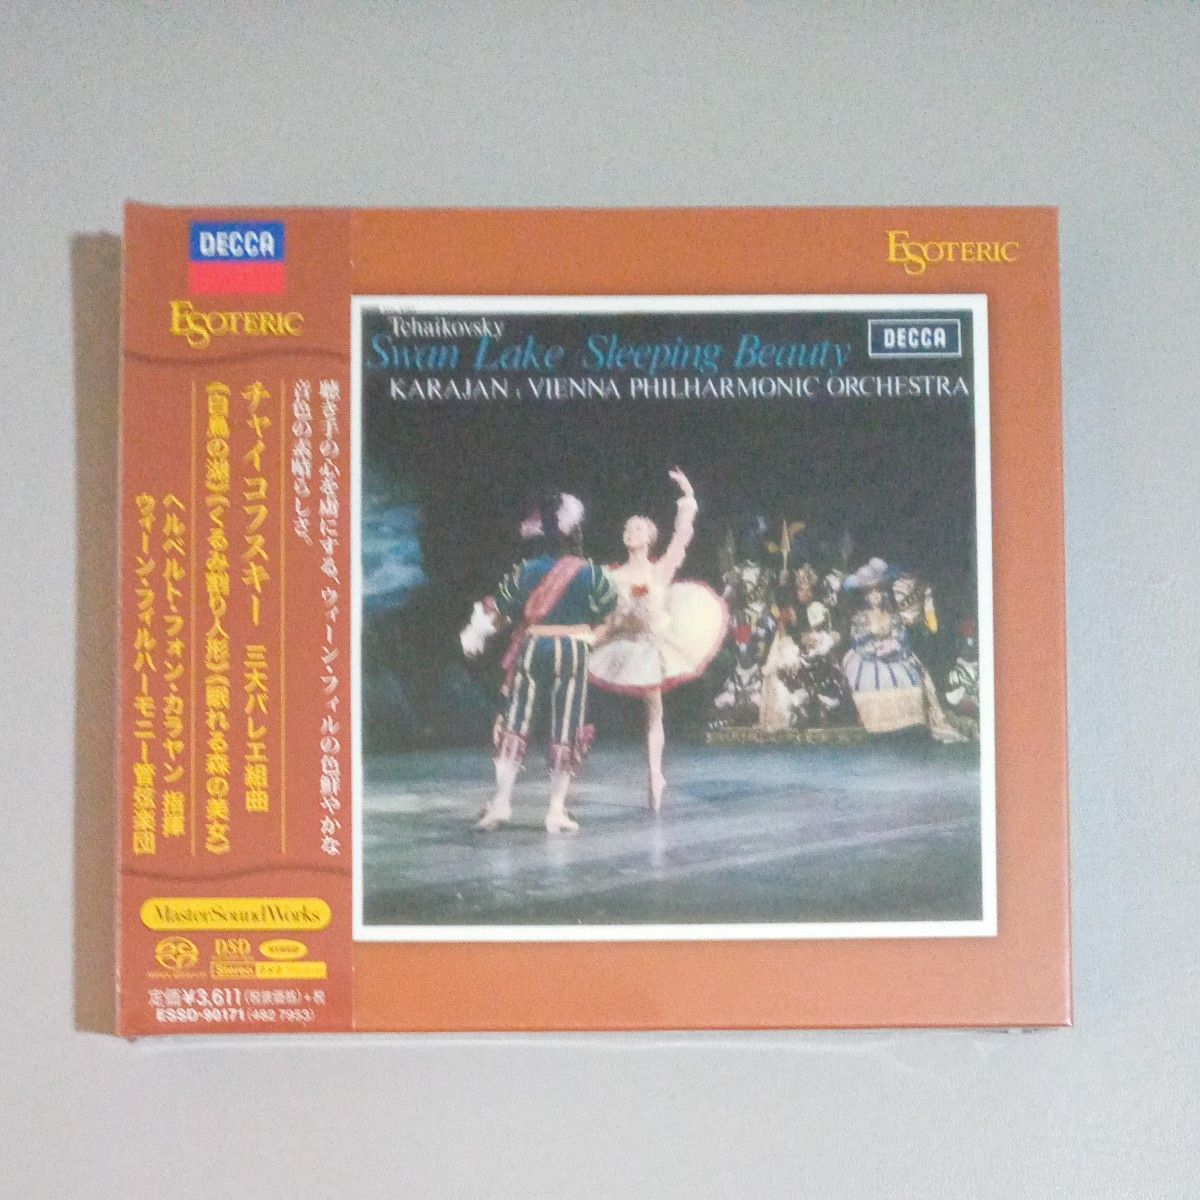 DECCA
ESOTERIC
聴き手の心を虜にする、ウィーン・フィルの色鮮やかな
音色の素晴らしさ。
チャイコフスキー 三大バレエ組曲
《白鳥の湖》《くるみ割り人形》《眠れる森の美女》
ヘルベルト・フォン・カラヤン 指揮
ウィーン・フィルハーモニー管弦楽団
MasterSoundWorks
DSD
Stereo
定価¥3,611(税抜価格)+税
ESSD-90171(482 7953)
ESOTERIC
Tchaikovsky
Swan Lake Sleeping Beauty
DECCA
KARAJAN, VIENNA PHILHARMONIC ORCHESTRA